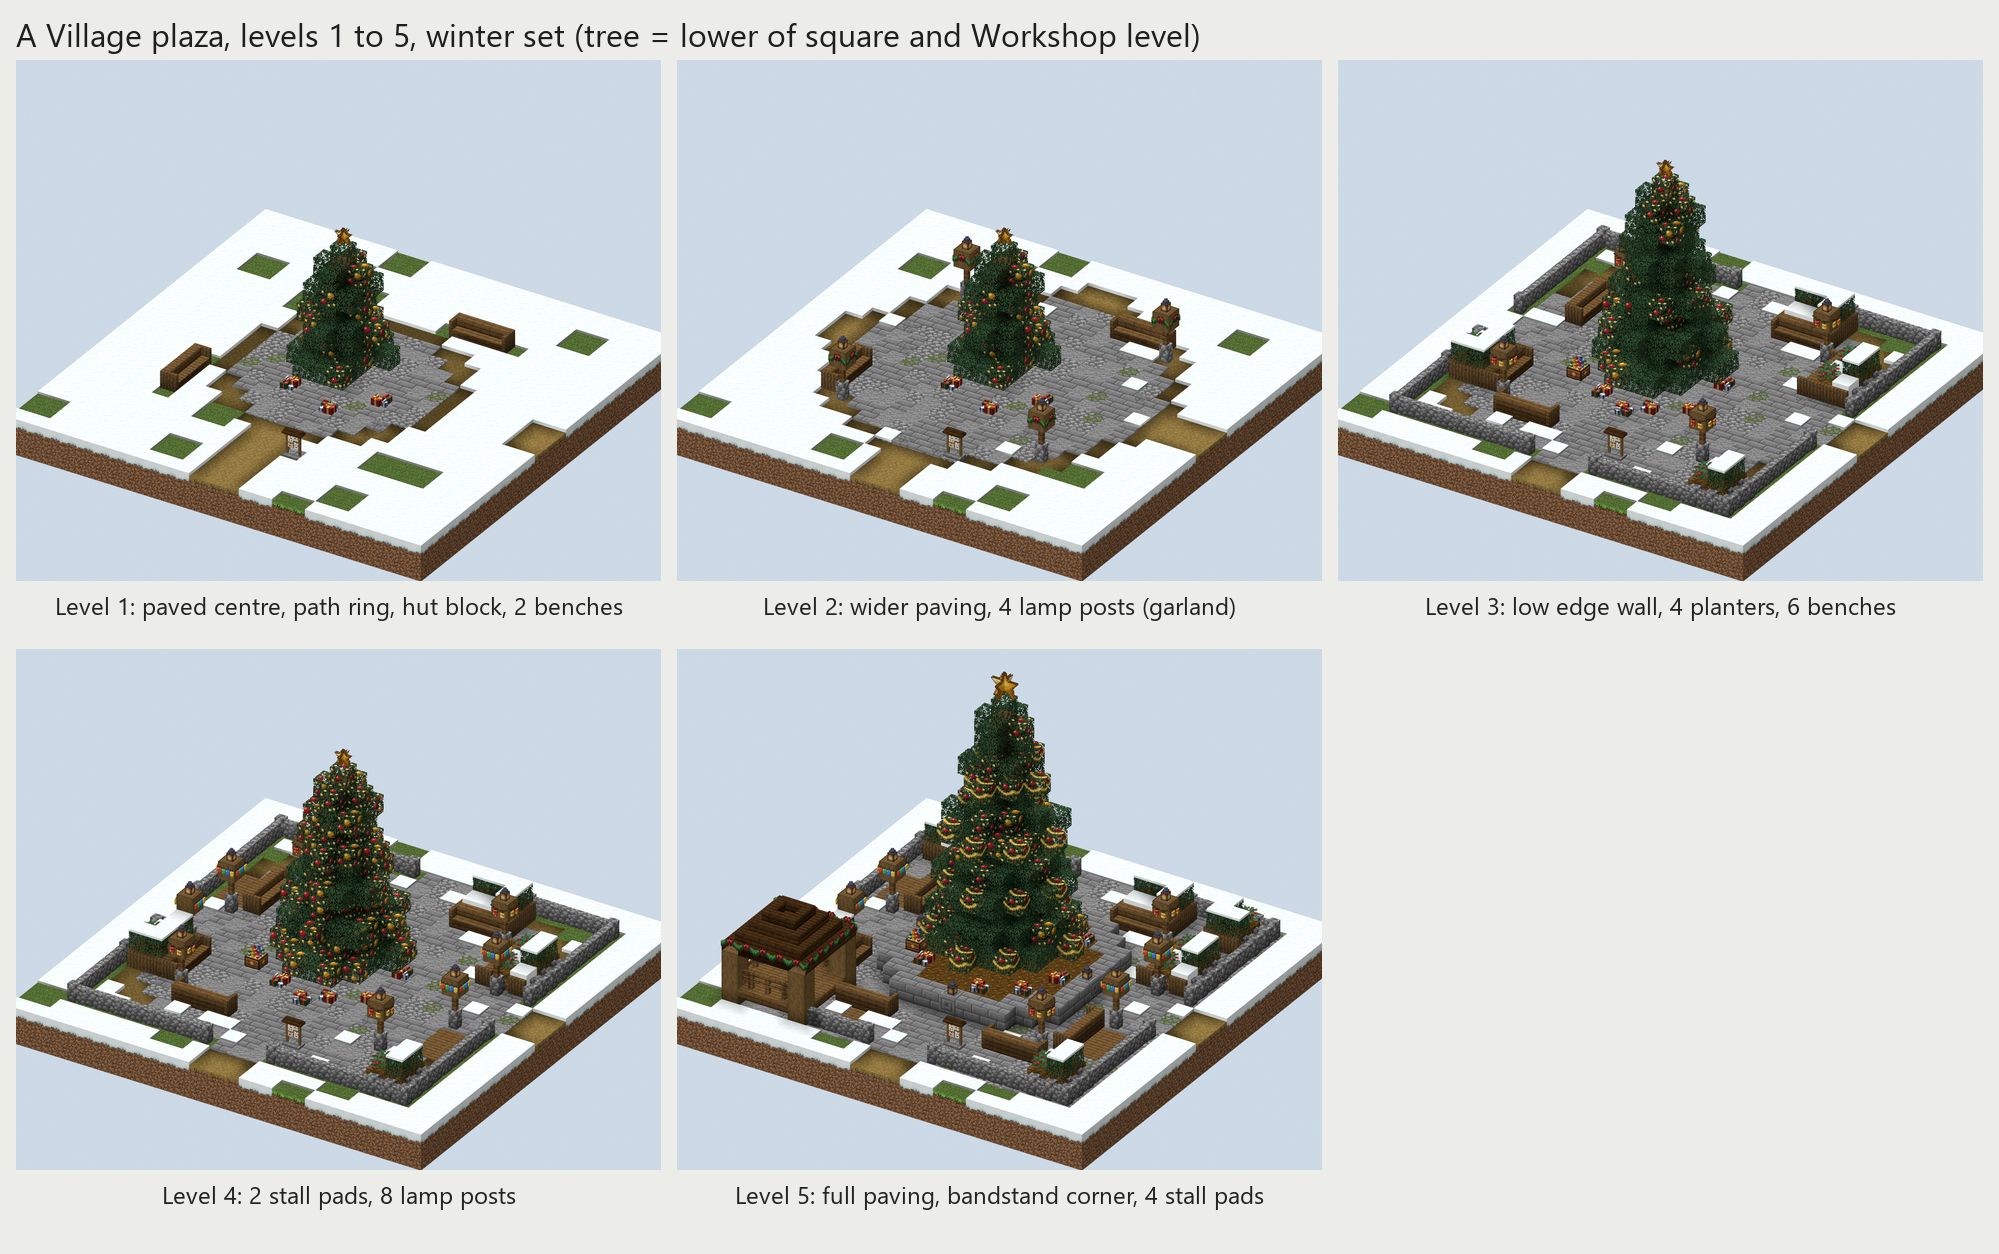 A Village plaza, levels 1 to 5, winter set (tree = lower of square and Workshop level)
Level 1: paved centre, path ring, hut block, 2 benches
Level 2: wider paving, 4 lamp posts (garland)
Level 3: low edge wall, 4 planters, 6 benches
Level 4: 2 stall pads, 8 lamp posts
Level 5: full paving, bandstand corner, 4 stall pads